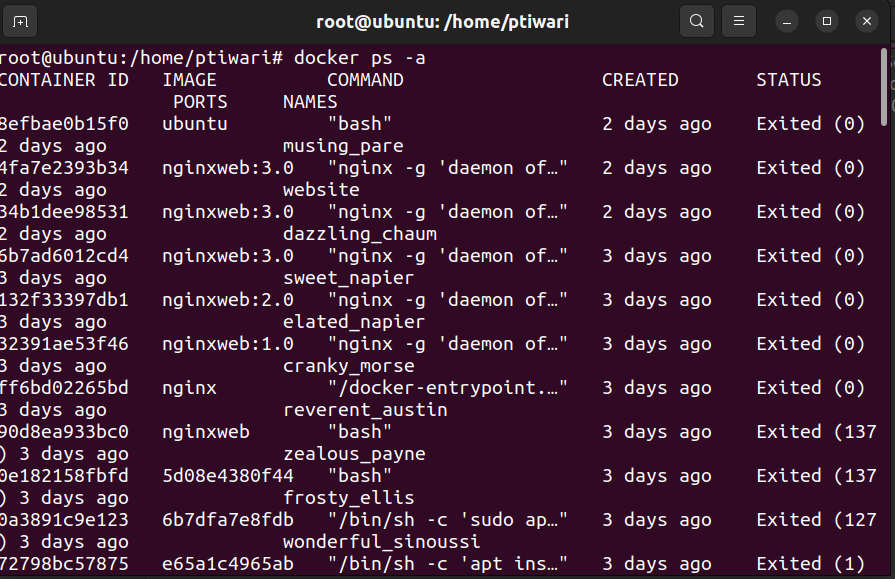 root@ubuntu: /home/ptiwari
root@ubuntu:/home/ptiwari# docker ps -a
CONTAINER ID   IMAGE          COMMAND                  CREATED       STATUS
                PORTS     NAMES
8efbae0b15f0   ubuntu         "bash"                   2 days ago    Exited (0)
2 days ago                musing_pare
4fa7e2393b34   nginxweb:3.0   "nginx -g 'daemon of…"   2 days ago    Exited (0)
2 days ago                website
34b1dee98531   nginxweb:3.0   "nginx -g 'daemon of…"   2 days ago    Exited (0)
2 days ago                dazzling_chaum
6b7ad6012cd4   nginxweb:3.0   "nginx -g 'daemon of…"   3 days ago    Exited (0)
3 days ago                sweet_napier
132f33397db1   nginxweb:2.0   "nginx -g 'daemon of…"   3 days ago    Exited (0)
3 days ago                elated_napier
32391ae53f46   nginxweb:1.0   "nginx -g 'daemon of…"   3 days ago    Exited (0)
3 days ago                cranky_morse
ff6bd02265bd   nginx          "/docker-entrypoint.…"   3 days ago    Exited (0)
3 days ago                reverent_austin
90d8ea933bc0   nginxweb       "bash"                   3 days ago    Exited (137
) 3 days ago              zealous_payne
0e182158fbfd   5d08e4380f44   "bash"                   3 days ago    Exited (137
) 3 days ago              frosty_ellis
0a3891c9e123   6b7dfa7e8fdb   "/bin/sh -c 'sudo ap…"   3 days ago    Exited (127
) 3 days ago              wonderful_sinoussi
72798bc57875   e65a1c4965ab   "/bin/sh -c 'apt ins…"   3 days ago    Exited (1)